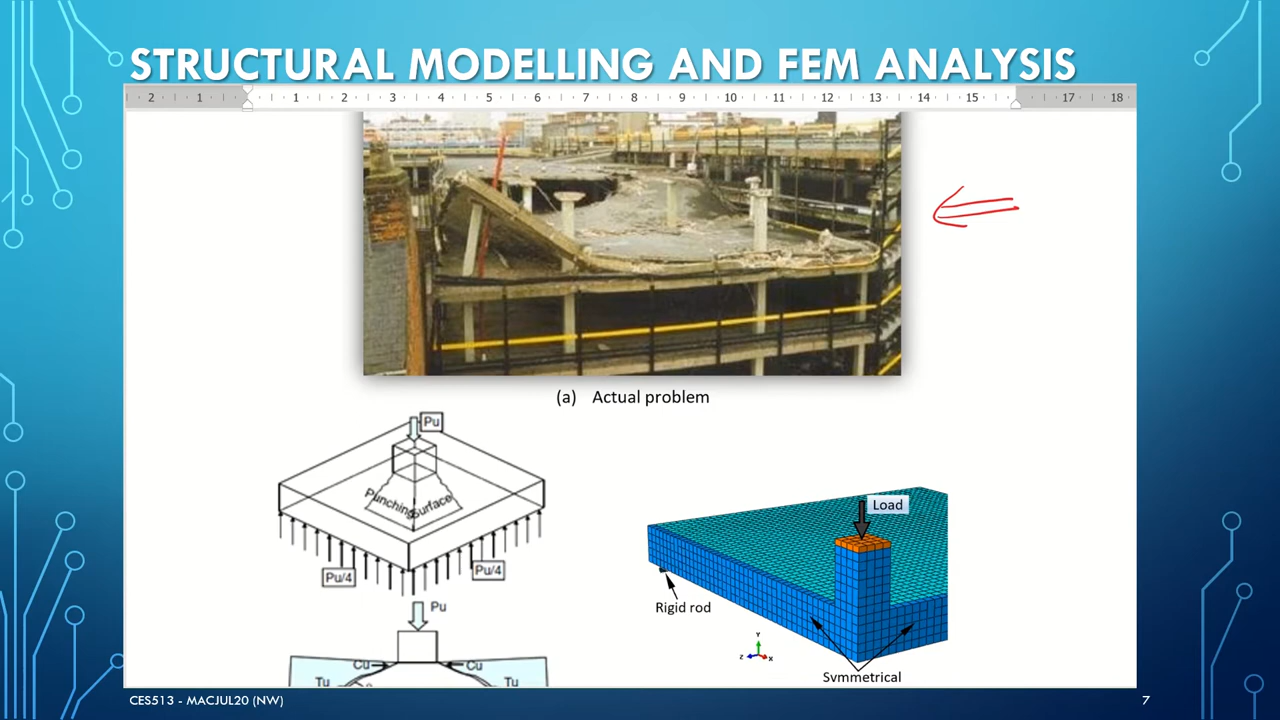 STRUCTURAL MODELLING AND FEM ANALYSIS
2 1 1 2 3 4 5 6 7 8 9 10 11 12 13 14 15 17 18
(a) Actual problem
Pu
Punching Surface
Pu/4 Pu/4
Pu
Cu Cu
Tu Tu
Load
Rigid rod
Y
Z X
Symmetrical
CES513 - MACJUL20 (NW) 7